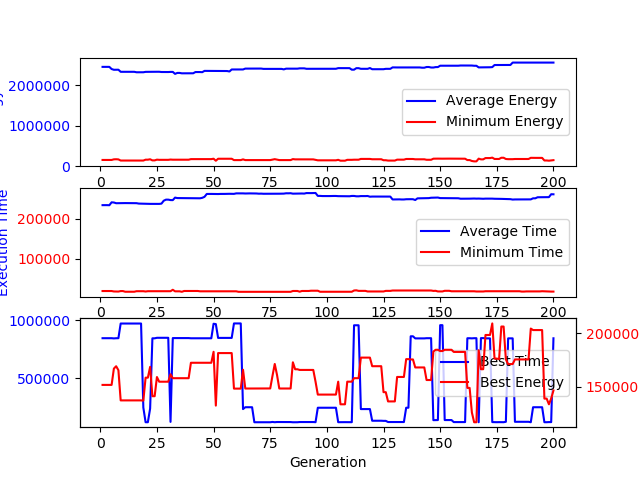 2000000
1000000
0
Average Energy
Minimum Energy
0 25 50 75 100 125 150 175 200
Execution Time
200000
100000
Average Time
Minimum Time
0 25 50 75 100 125 150 175 200
1000000
500000
200000
150000
Best Time
Best Energy
0 25 50 75 100 125 150 175 200
Generation